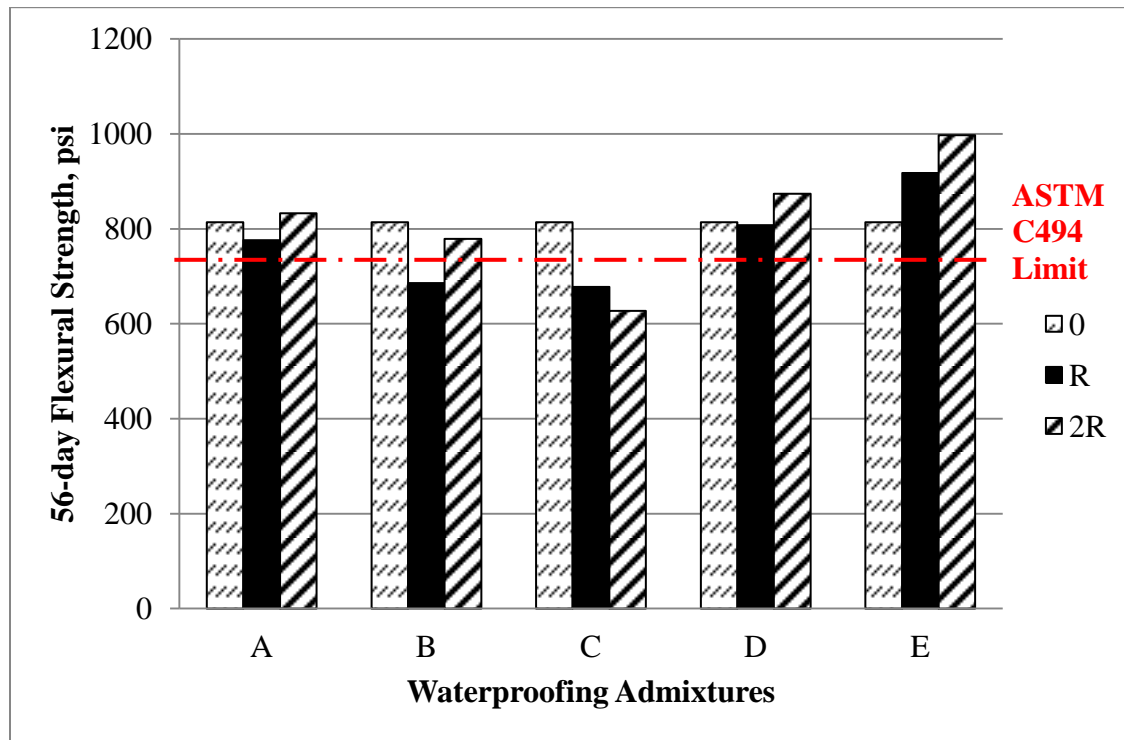 1200
1000
800
600
400
200
0
56-day Flexural Strength, psi
A B C D E
Waterproofing Admixtures
ASTM
C494
Limit
0
R
2R